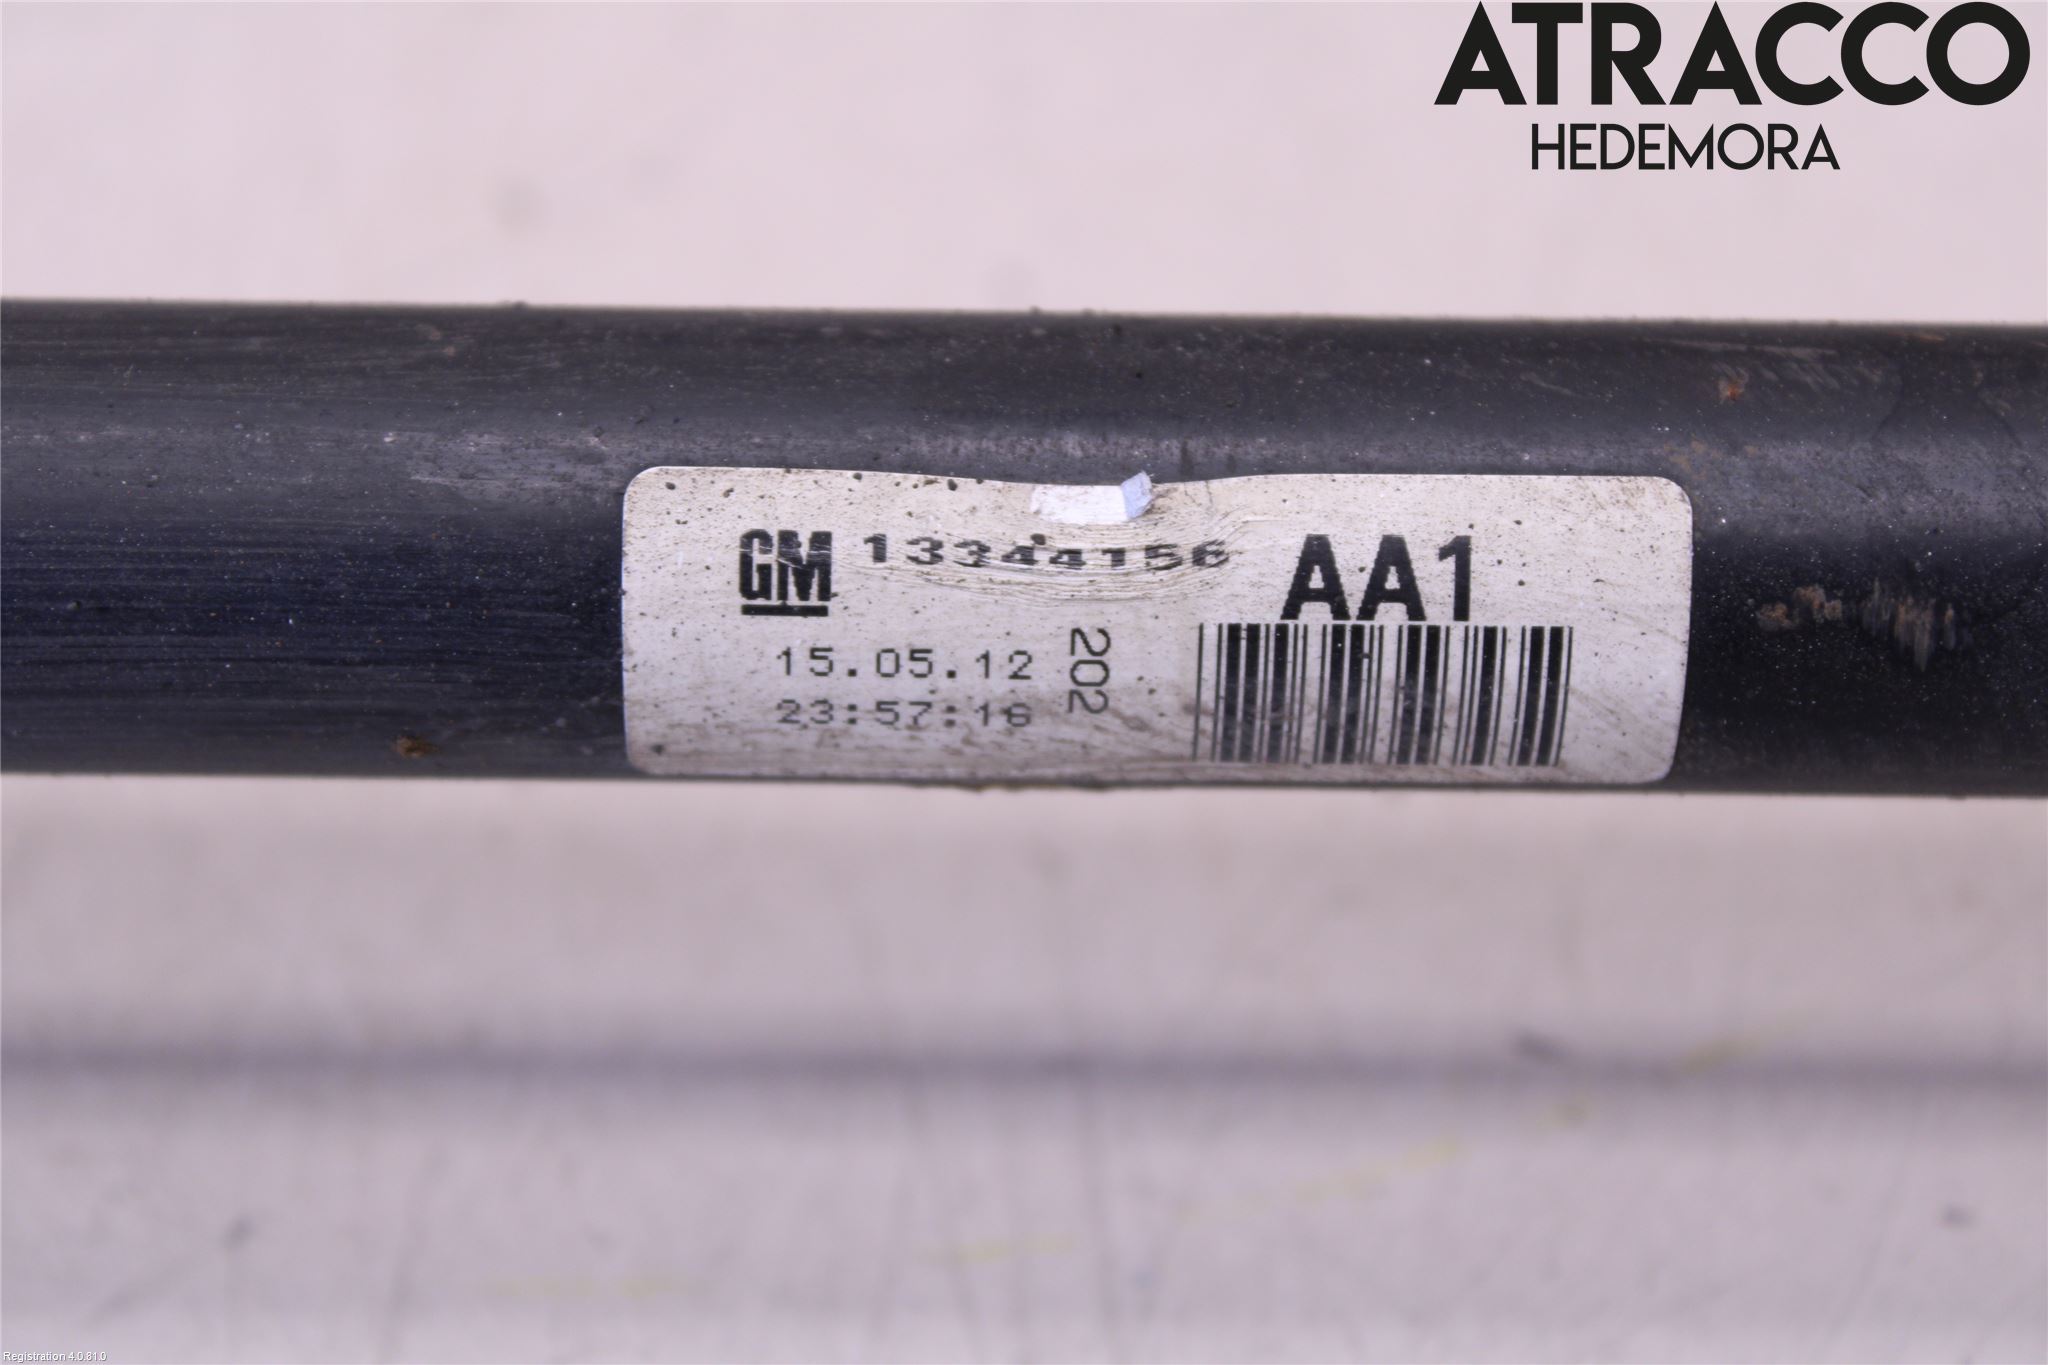 ATRACCO
HEDEMORA
GM 13344156 AA1
15.05.12
23:57:16
202
Registration 4.0.81.0